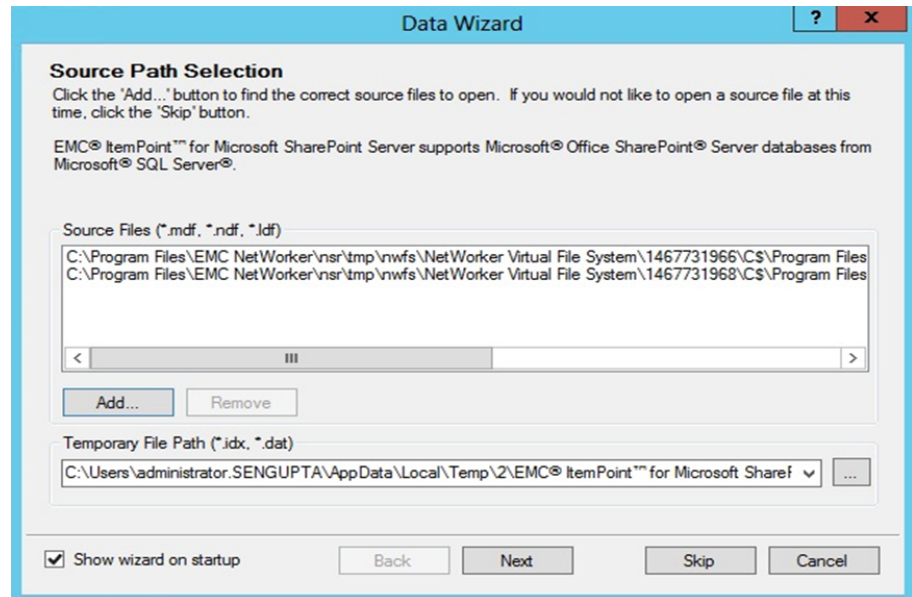 Data Wizard
? x
Source Path Selection
Click the 'Add...' button to find the correct source files to open. If you would not like to open a source file at this
time, click the 'Skip' button.
EMC® ItemPoint™ for Microsoft SharePoint Server supports Microsoft® Office SharePoint® Server databases from
Microsoft® SQL Server®.
Source Files (*.mdf, *.ndf, *.ldf)
C:\Program Files\EMC NetWorker\nsr\tmp\nwfs\NetWorker Virtual File System\1467731966\C$\Program Files
C:\Program Files\EMC NetWorker\nsr\tmp\nwfs\NetWorker Virtual File System\1467731968\C$\Program Files
Add... Remove
Temporary File Path (*.idx, *.dat)
C:\Users\administrator.SENGUPTA\AppData\Local\Temp\2\EMC® ItemPoint™ for Microsoft ShareF ...
Show wizard on startup Back Next Skip Cancel